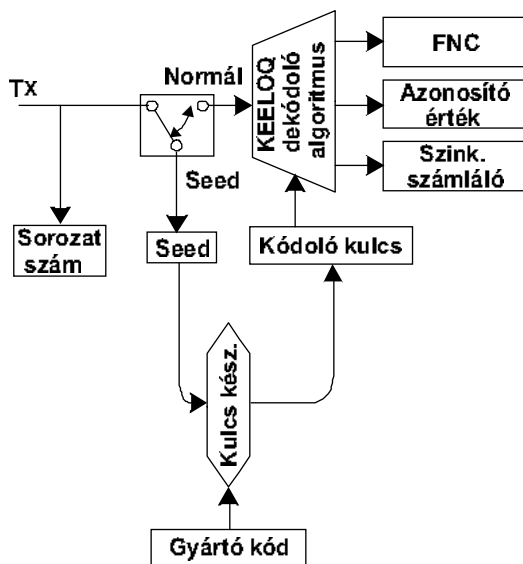 FNC
Normál
Tx
KEELOQ
dekódoló
algoritmus
Azonosító
érték
Szink.
számláló
Seed
Sorozat
szám
Seed
Kódoló kulcs
Kulcs kész.
Gyártó kód